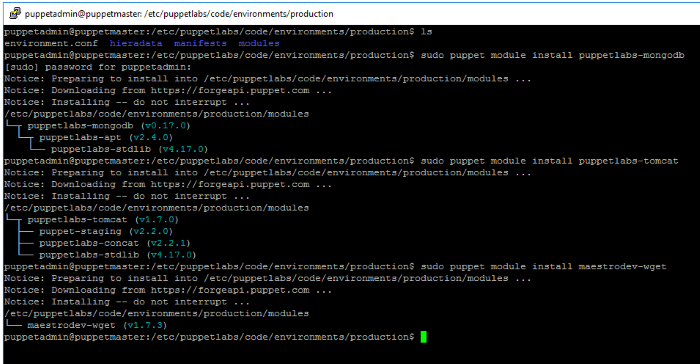 puppetadmin@puppetmaster: /etc/puppetlabs/code/environments/production
puppetadmin@puppetmaster:/etc/puppetlabs/code/environments/production$ ls
environment.conf  hieradata  manifests  modules
puppetadmin@puppetmaster:/etc/puppetlabs/code/environments/production$ sudo puppet module install puppetlabs-mongodb
[sudo] password for puppetadmin:
Notice: Preparing to install into /etc/puppetlabs/code/environments/production/modules ...
Notice: Downloading from https://forgeapi.puppet.com ...
Notice: Installing -- do not interrupt ...
/etc/puppetlabs/code/environments/production/modules
└─┬ puppetlabs-mongodb (v0.17.0)
  └─┬ puppetlabs-apt (v2.4.0)
    └── puppetlabs-stdlib (v4.17.0)
puppetadmin@puppetmaster:/etc/puppetlabs/code/environments/production$ sudo puppet module install puppetlabs-tomcat
Notice: Preparing to install into /etc/puppetlabs/code/environments/production/modules ...
Notice: Downloading from https://forgeapi.puppet.com ...
Notice: Installing -- do not interrupt ...
/etc/puppetlabs/code/environments/production/modules
└─┬ puppetlabs-tomcat (v1.7.0)
  ├── puppet-staging (v2.2.0)
  ├── puppetlabs-concat (v2.2.1)
  └── puppetlabs-stdlib (v4.17.0)
puppetadmin@puppetmaster:/etc/puppetlabs/code/environments/production$ sudo puppet module install maestrodev-wget
Notice: Preparing to install into /etc/puppetlabs/code/environments/production/modules ...
Notice: Downloading from https://forgeapi.puppet.com ...
Notice: Installing -- do not interrupt ...
/etc/puppetlabs/code/environments/production/modules
└── maestrodev-wget (v1.7.3)
puppetadmin@puppetmaster:/etc/puppetlabs/code/environments/production$